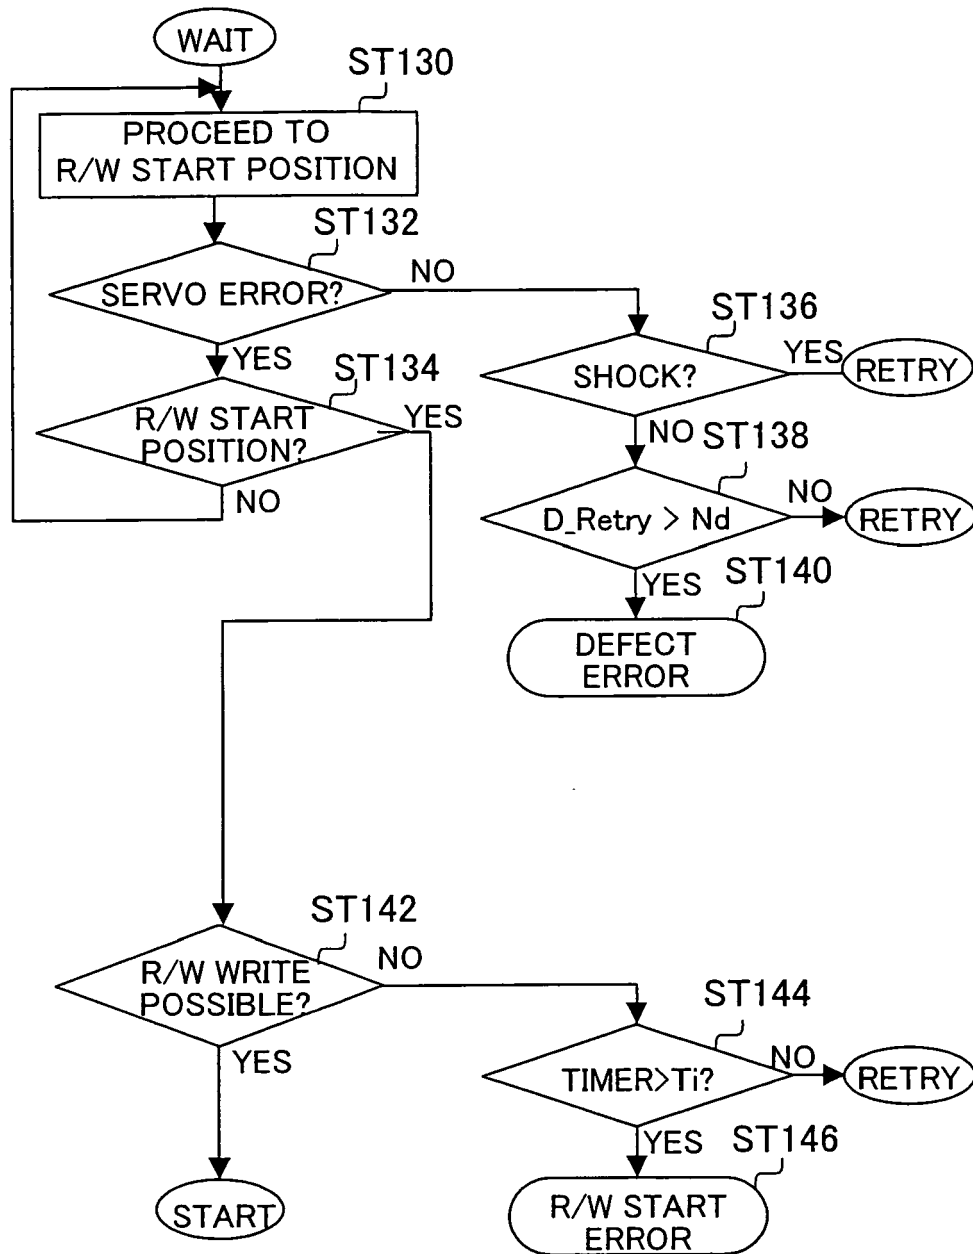 WAIT
ST130
PROCEED TO
R/W START POSITION
ST132
SERVO ERROR?
NO
YES
ST136
SHOCK?
YES
RETRY
ST134
R/W START
POSITION?
YES
NO
NO
ST138
D_Retry > Nd
NO
RETRY
YES
ST140
DEFECT
ERROR
ST142
R/W WRITE
POSSIBLE?
NO
YES
ST144
TIMER>Ti?
NO
RETRY
YES
ST146
R/W START
ERROR
START